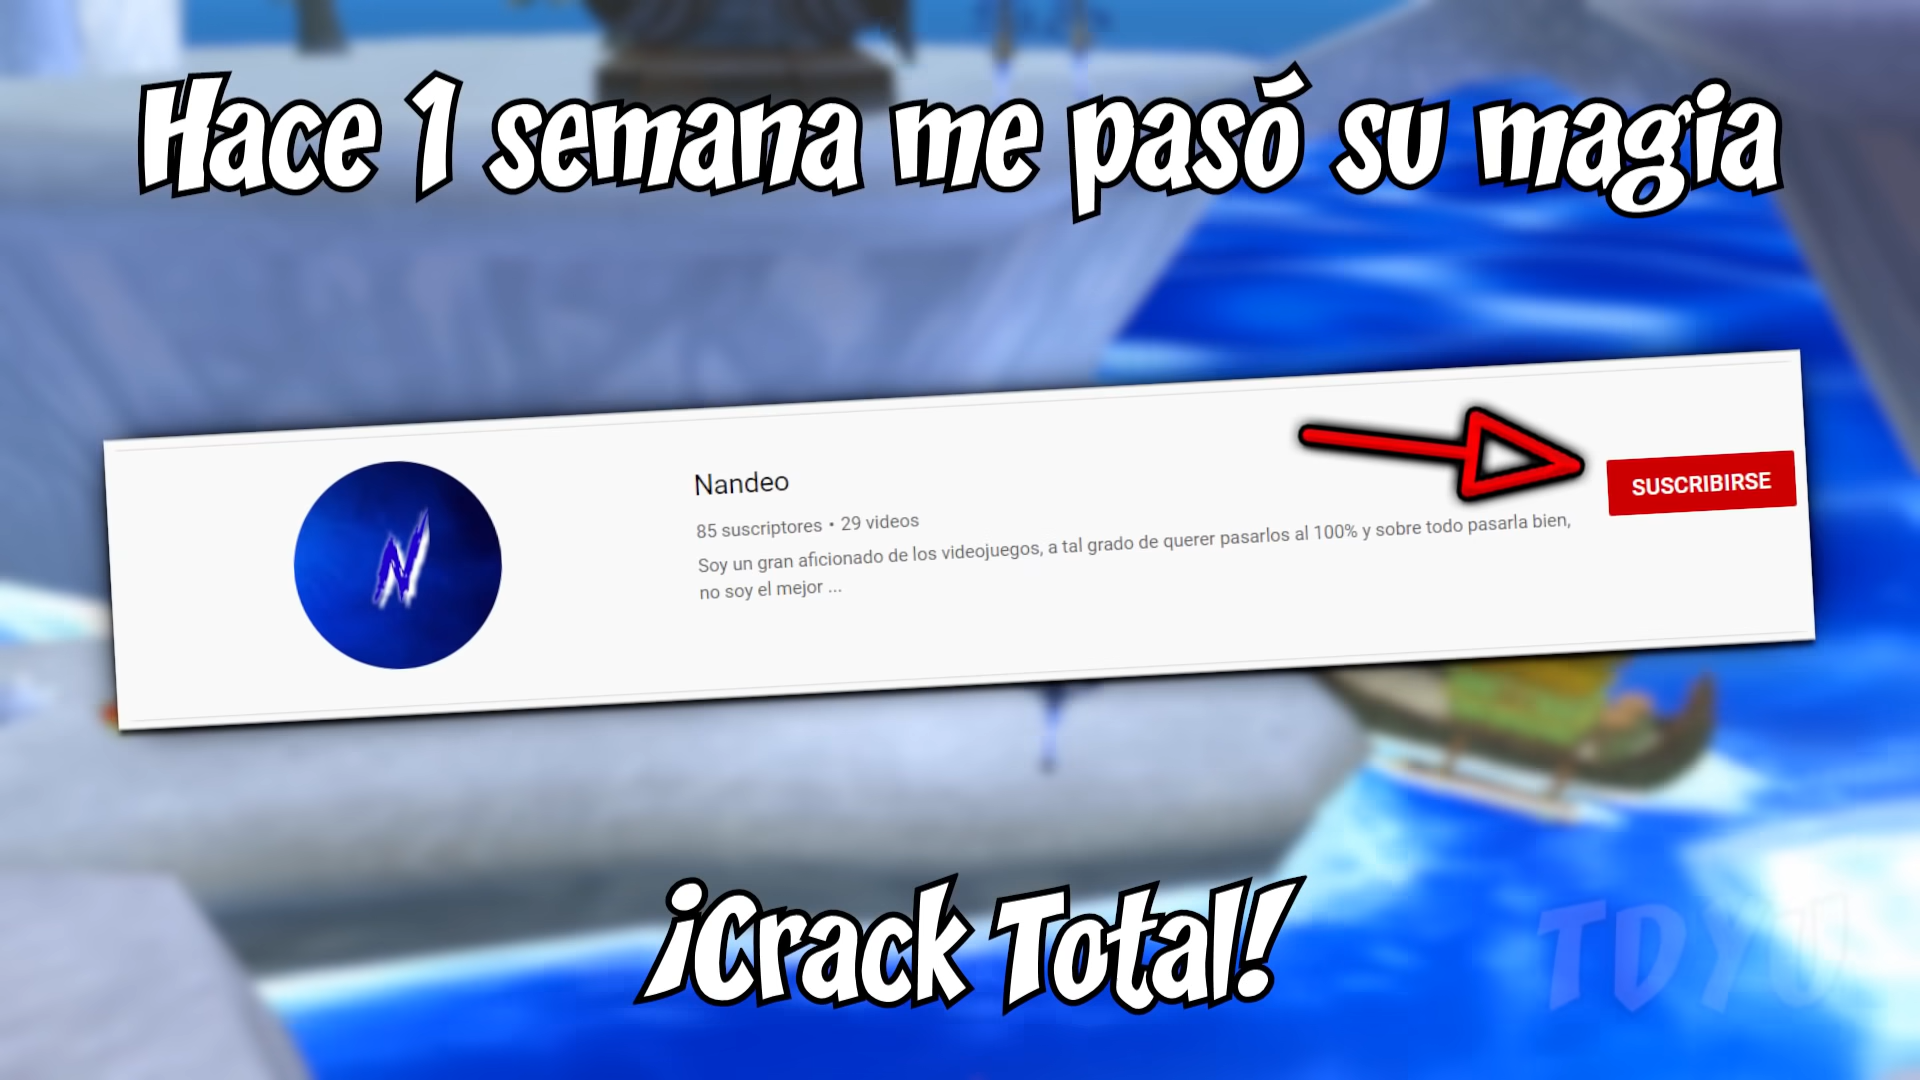 Hace 1 semana me pasó su magia
Nandeo
85 suscriptores • 29 videos
Soy un gran aficionado de los videojuegos, a tal grado de querer pasarlos al 100% y sobre todo pasarla bien,
no soy el mejor ...
SUSCRIBIRSE
N
¡Crack Total!
TDYU